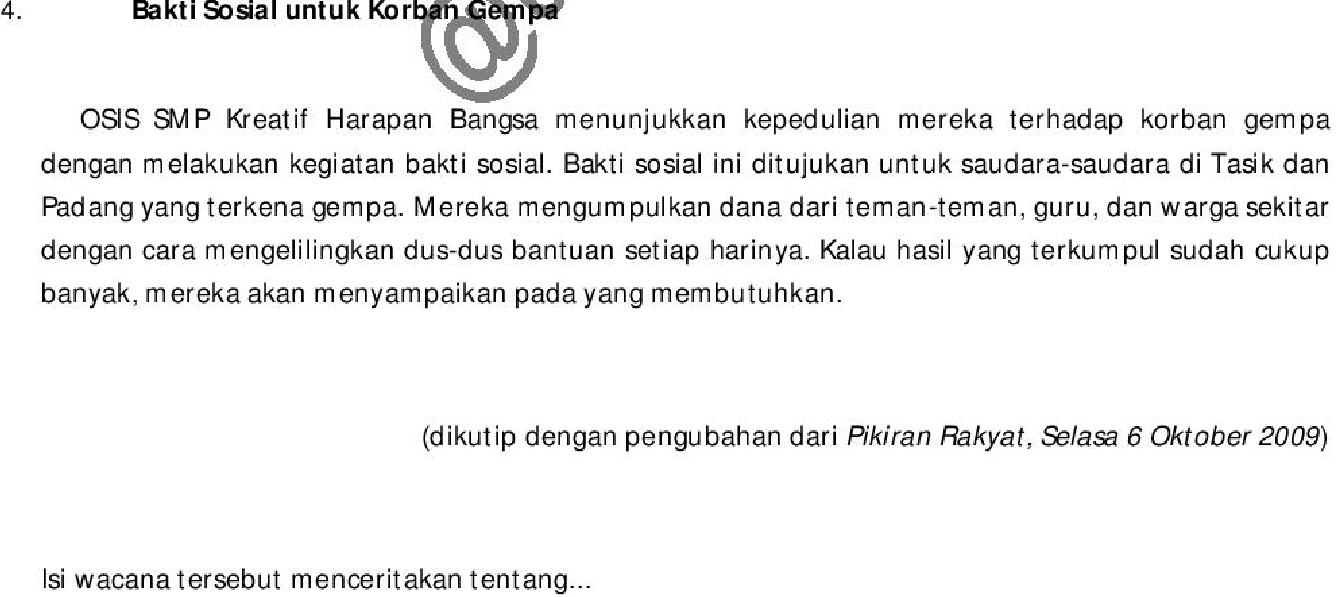 4. Bakti Sosial untuk Korban Gempa
OSIS SMP Kreatif Harapan Bangsa menunjukkan kepedulian mereka terhadap korban gempa
dengan melakukan kegiatan bakti sosial. Bakti sosial ini ditujukan untuk saudara-saudara di Tasik dan
Padang yang terkena gempa. Mereka mengumpulkan dana dari teman-teman, guru, dan warga sekitar
dengan cara mengelilingkan dus-dus bantuan setiap harinya. Kalau hasil yang terkumpul sudah cukup
banyak, mereka akan menyampaikan pada yang membutuhkan.
(dikutip dengan pengubahan dari Pikiran Rakyat, Selasa 6 Oktober 2009)
Isi wacana tersebut menceritakan tentang...